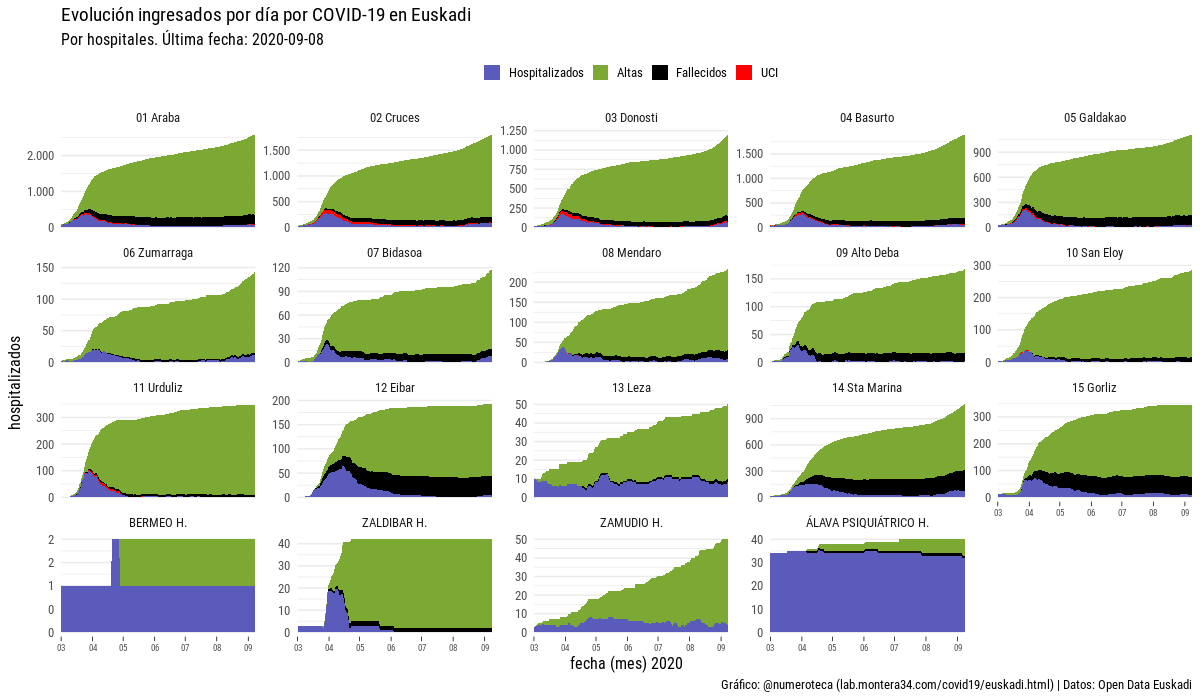 Evolución ingresados por día por COVID-19 en Euskadi
Por hospitales. Última fecha: 2020-09-08
Hospitalizados Altas Fallecidos UCI
01 Araba 02 Cruces 03 Donosti 04 Basurto 05 Galdakao
2.000 1.000 0
1.500 1.000 500 0
1.250 1.000 750 500 250 0
1.500 1.000 500 0
900 600 300 0
06 Zumarraga 07 Bidasoa 08 Mendaro 09 Alto Deba 10 San Eloy
150 100 50 0
120 90 60 30 0
200 150 100 50 0
150 100 50 0
300 200 100 0
hospitalizados
11 Urduliz 12 Eibar 13 Leza 14 Sta Marina 15 Gorliz
300 200 100 0
200 150 100 50 0
50 40 30 20 10 0
900 600 300 0
300 200 100 0
03 04 05 06 07 08 09
BERMEO H. ZALDIBAR H. ZAMUDIO H. ÁLAVA PSIQUIÁTRICO H.
2 2 1 0 0
40 30 20 10 0
50 40 30 20 10 0
40 30 20 10 0
03 04 05 06 07 08 09 03 04 05 06 07 08 09 03 04 05 06 07 08 09 03 04 05 06 07 08 09
fecha (mes) 2020
Gráfico: @numeroteca (lab.montera34.com/covid19/euskadi.html) | Datos: Open Data Euskadi